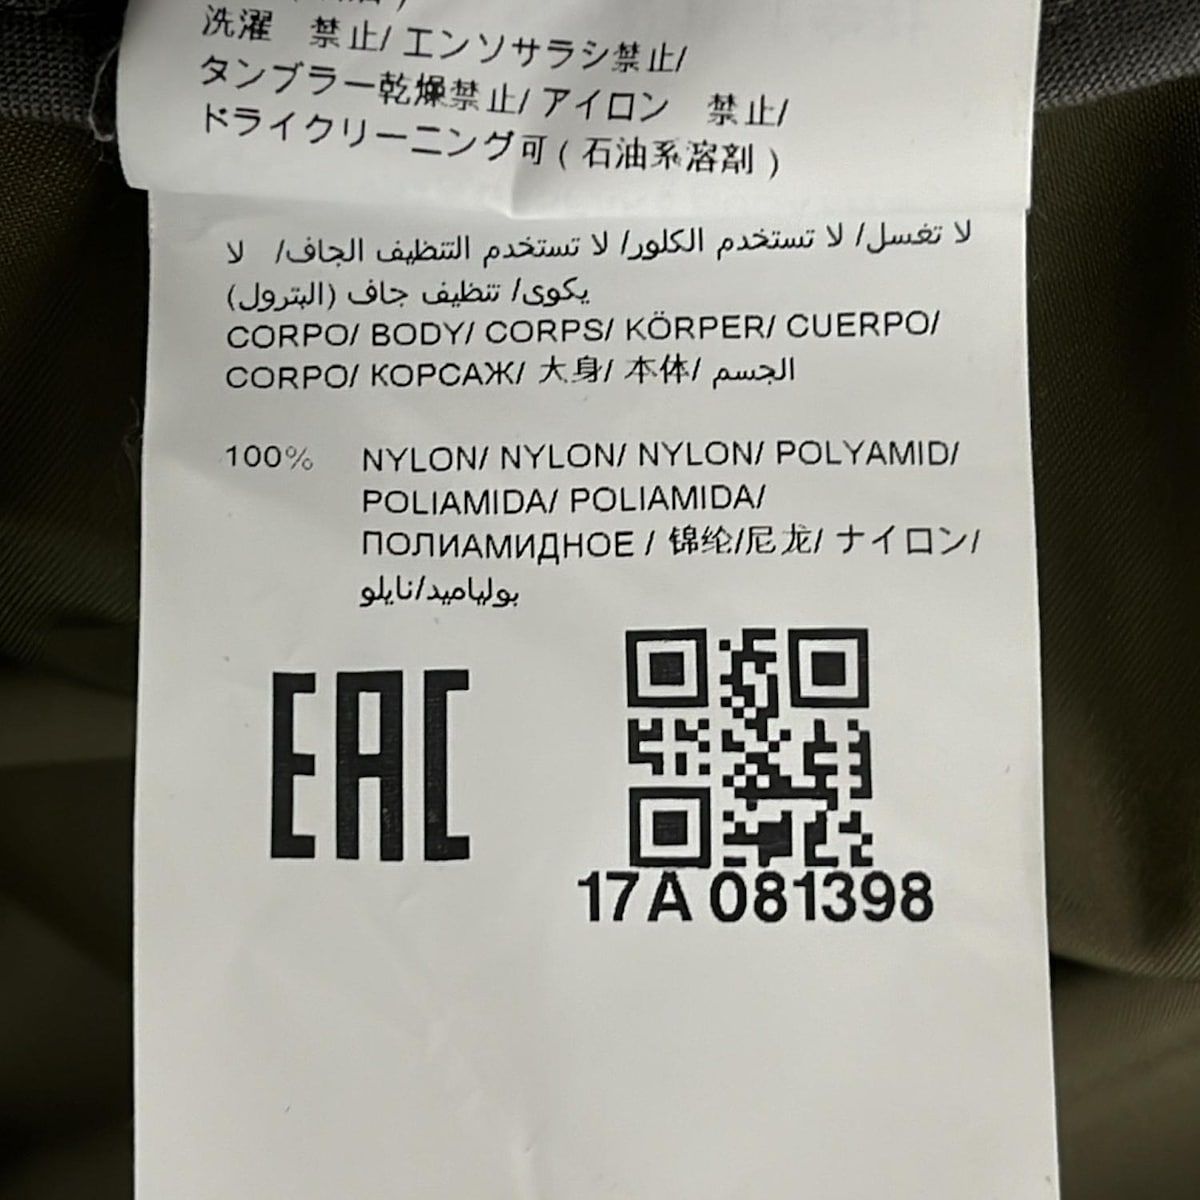 洗濯 禁止/ エンソサラシ禁止/
タンブラー乾燥禁止/ アイロン 禁止/
ドライクリーニング可 ( 石油系溶剤 )
لا تغسل/ لا تستخدم الكلور/ لا تستخدم التنظيف الجاف/ لا
يكوى/ تنظيف جاف (البترول)
CORPO/ BODY/ CORPS/ KÖRPER/ CUERPO/
CORPO/ КОРСАЖ/ 大身/ 本体/ الجسم
100% NYLON/ NYLON/ NYLON/ POLYAMID/
POLIAMIDA/ POLIAMIDA/
ПОЛИАМИДНОЕ / 锦纶/尼龙/ ナイロン/
بولياميد/نايلو
EAC
17A 081398